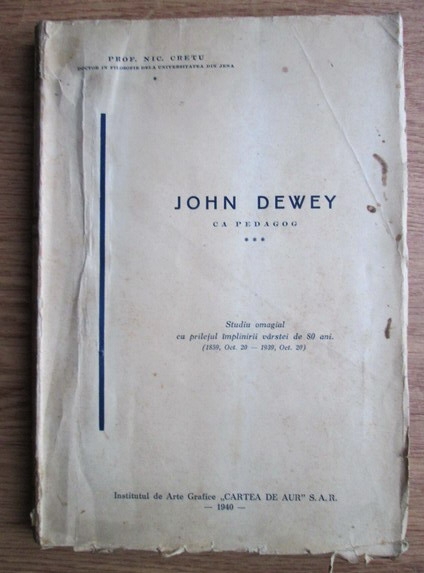 PROF. NIC. CREȚU
DOCTOR IN FILOSOFIE DELA UNIVERSITATEA DIN JENA
JOHN DEWEY
CA PEDAGOG
***
Studiu omagial
cu prilejul împlinirii vârstei de 80 ani.
(1859, Oct. 20 — 1939, Oct. 20)
Institutul de Arte Grafice „CARTEA DE AUR" S. A. R.
— 1940 —